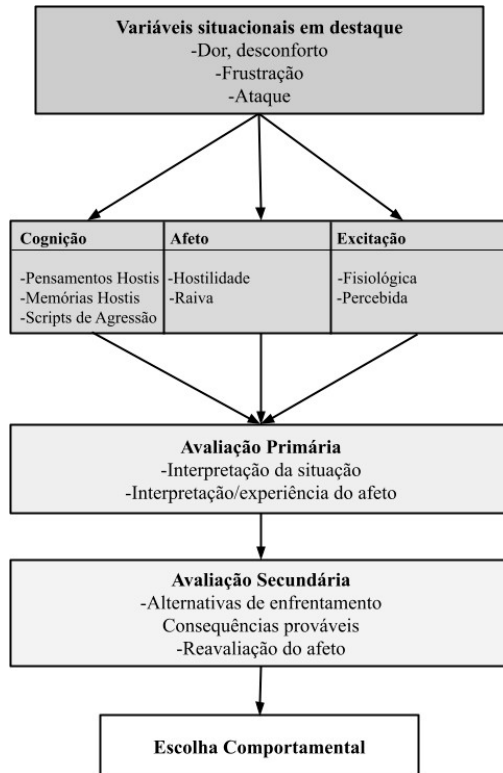 Variáveis situacionais em destaque
-Dor, desconforto
-Frustração
-Ataque
Cognição
-Pensamentos Hostis
-Memórias Hostis
-Scripts de Agressão
Afeto
-Hostilidade
-Raiva
Excitação
-Fisiológica
-Percebida
Avaliação Primária
-Interpretação da situação
-Interpretação/experiência do afeto
Avaliação Secundária
-Alternativas de enfrentamento
Consequências prováveis
-Reavaliação do afeto
Escolha Comportamental